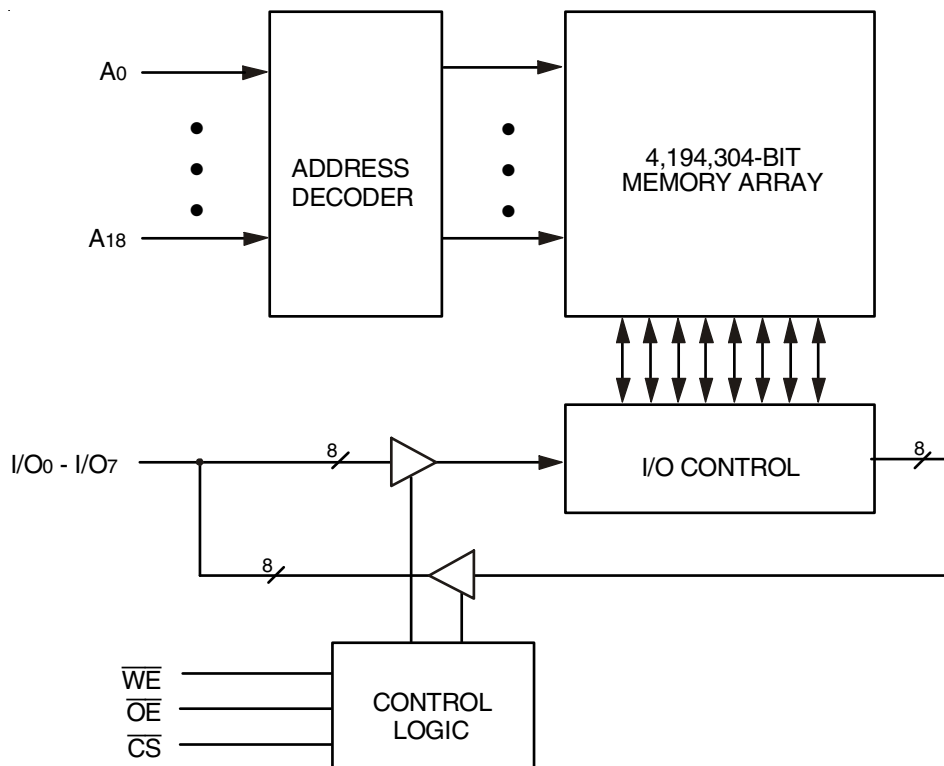 A0
A18
ADDRESS
DECODER
4,194,304-BIT
MEMORY ARRAY
I/O0 - I/O7
8
I/O CONTROL
8
8
WE
OE
CS
CONTROL
LOGIC